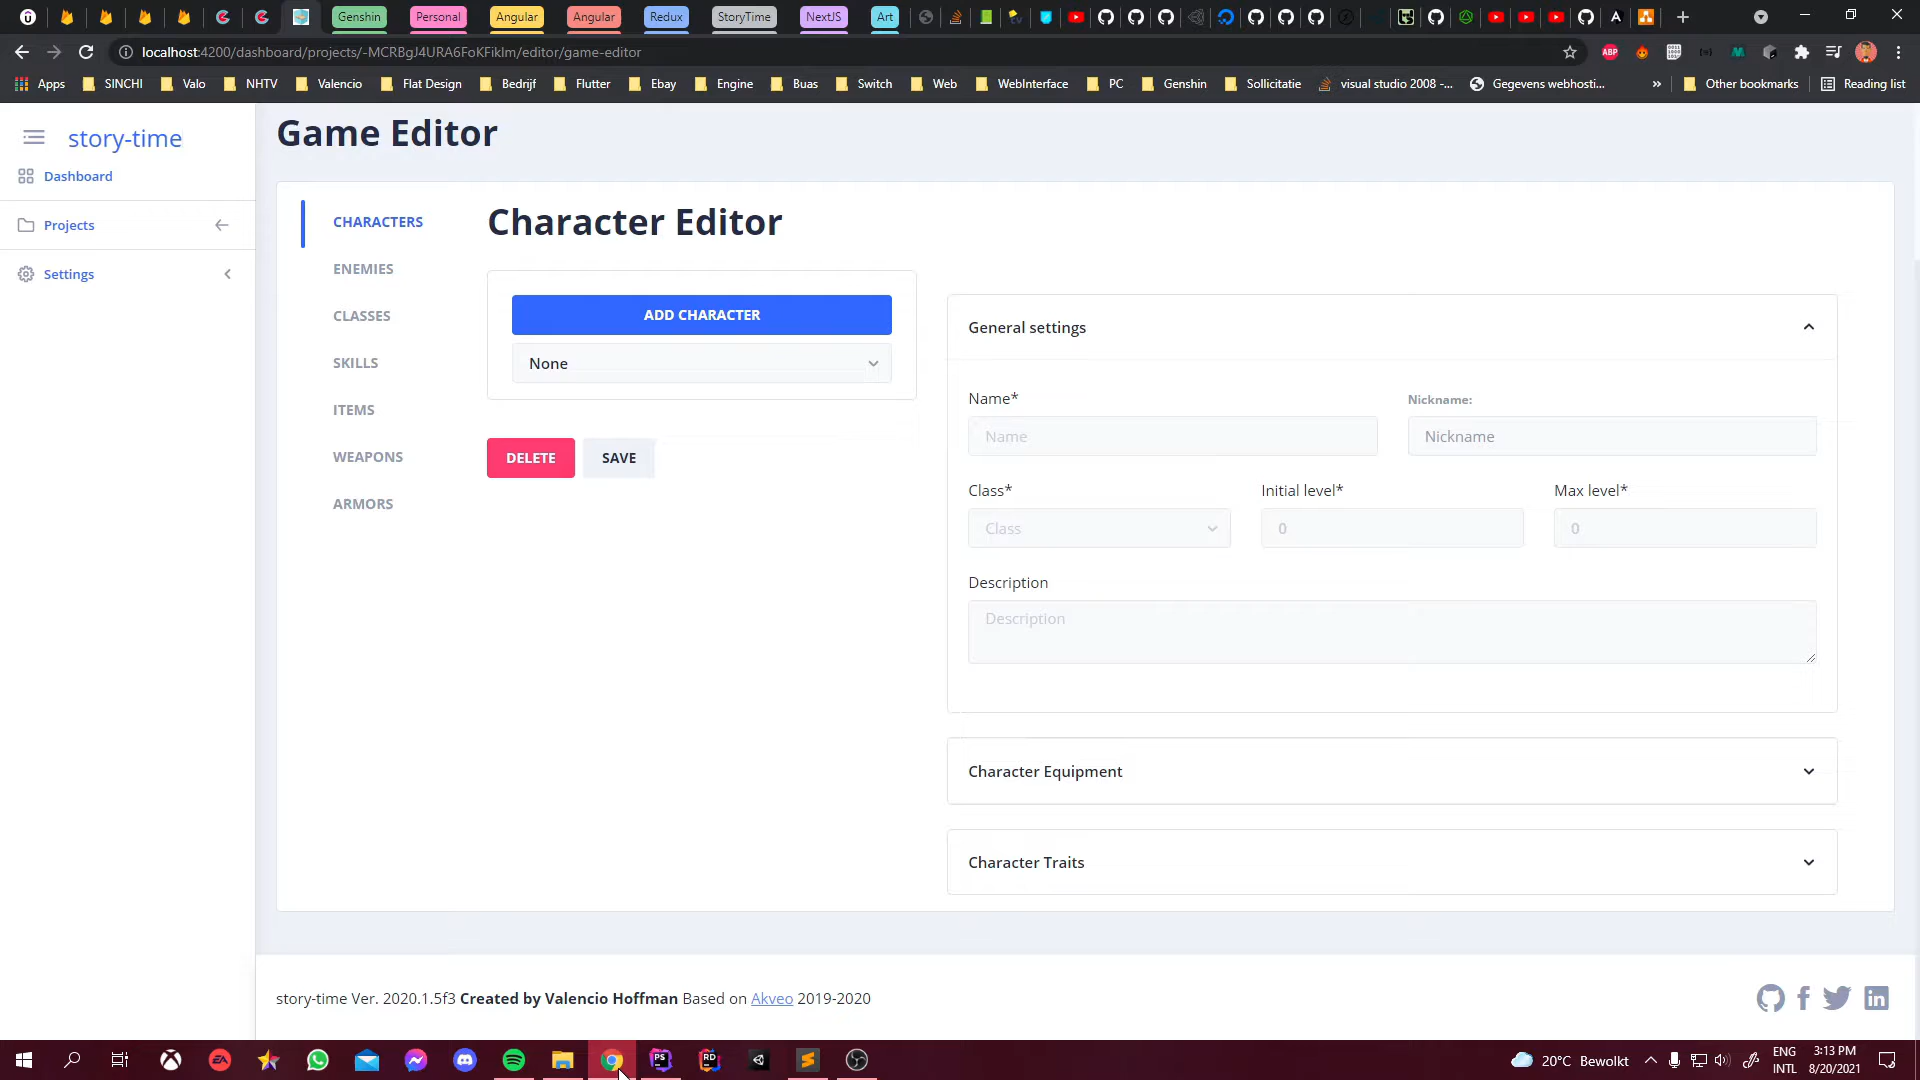 Genshin
Personal
Angular
Angular
Redux
StoryTime
NextJS
Art
localhost:4200/dashboard/projects/-MCRBgJ4URA6FoKFiklm/editor/game-editor
ABP
Apps
SINCHI
Valo
NHTV
Valencio
Flat Design
Bedrijf
Flutter
Ebay
Engine
Buas
Switch
Web
WebInterface
PC
Genshin
Sollicitatie
visual studio 2008 -...
Gegevens webhosti...
»
Other bookmarks
Reading list
story-time
Dashboard
Projects
Settings
Game Editor
CHARACTERS
ENEMIES
CLASSES
SKILLS
ITEMS
WEAPONS
ARMORS
Character Editor
ADD CHARACTER
None
DELETE
SAVE
General settings
Name*
Name
Nickname:
Nickname
Class*
Class
Initial level*
0
Max level*
0
Description
Description
Character Equipment
Character Traits
story-time Ver. 2020.1.5f3 Created by Valencio Hoffman Based on Akveo 2019-2020
EA
PS
RD
20°C Bewolkt
ENG
INTL
3:13 PM
8/20/2021